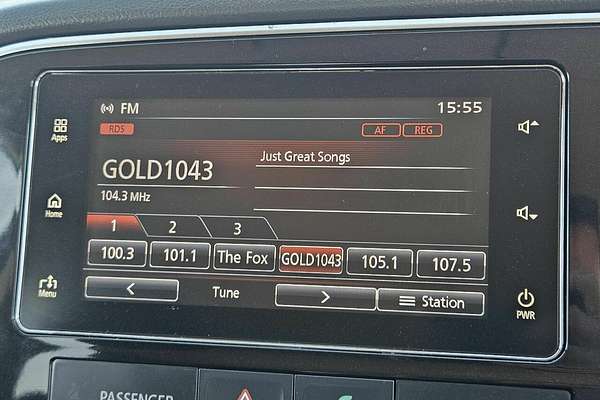 FM
15:55
RDS
AF
REG
Apps
GOLD1043
Just Great Songs
104.3 MHz
Home
1
2
3
100.3
101.1
The Fox
GOLD1043
105.1
107.5
Menu
<
Tune
>
Station
PWR
PASSENGER